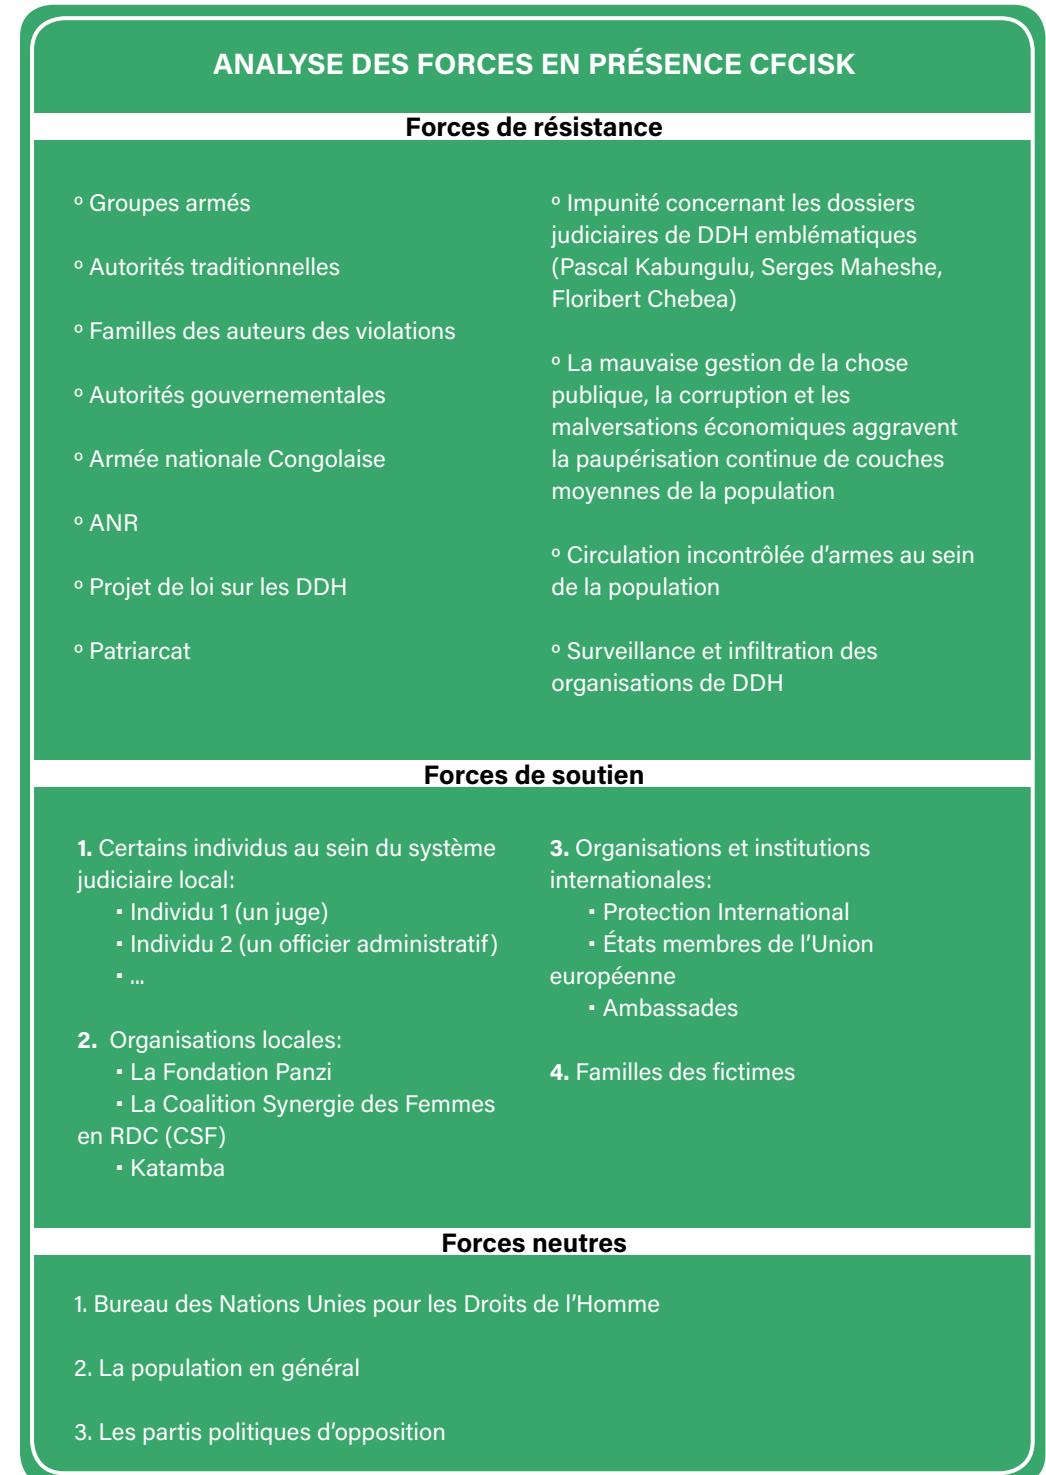 ANALYSE DES FORCES EN PRÉSENCE CFCISK
Forces de résistance
º Groupes armés
º Autorités traditionnelles
º Familles des auteurs des violations
º Autorités gouvernementales
º Armée nationale Congolaise
º ANR
º Projet de loi sur les DDH
º Patriarcat
º Impunité concernant les dossiers
judiciaires de DDH emblématiques
(Pascal Kabungulu, Serges Maheshe,
Floribert Chebea)
º La mauvaise gestion de la chose
publique, la corruption et les
malversations économiques aggravent
la paupérisation continue de couches
moyennes de la population
º Circulation incontrôlée d’armes au sein
de la population
º Surveillance et infiltration des
organisations de DDH
Forces de soutien
1. Certains individus au sein du système
judiciaire local:
▪ Individu 1 (un juge)
▪ Individu 2 (un officier administratif)
▪ ...
2. Organisations locales:
▪ La Fondation Panzi
▪ La Coalition Synergie des Femmes
en RDC (CSF)
▪ Katamba
3. Organisations et institutions
internationales:
▪ Protection International
▪ États membres de l’Union
européenne
▪ Ambassades
4. Familles des fictimes
Forces neutres
1. Bureau des Nations Unies pour les Droits de l’Homme
2. La population en général
3. Les partis politiques d’opposition